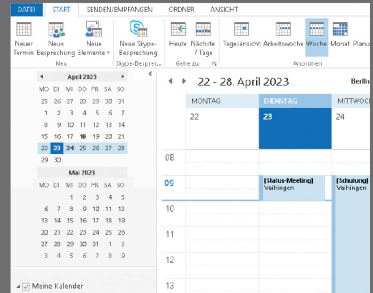 DATEI START SENDEN/EMPFANGEN ORDNER ANSICHT
Neuer Termin
Neue Besprechung
Neue Elemente
Neue Skype-Besprechung
Heute
Nächste 7 Tage
Tagesansicht
Arbeitswoche
Woche
Monat
Neu
Skype-Besprec...
Gehe zu
Anordnen
April 2023
MO DI MI DO FR SA SO
25 26 27 28 29 30 31
1 2 3 4 5 6 7
8 9 10 11 12 13 14
15 16 17 18 19 20 21
22 23 24 25 26 27 28
29 30
Mai 2023
MO DI MI DO FR SA SO
1 2 3 4 5
6 7 8 9 10 11 12
13 14 15 16 17 18 19
20 21 22 23 24 25 26
27 28 29 30 31 1 2
3 4 5 6 7 8 9
Meine Kalender
22 - 28. April 2023
Berlin
MONTAG DIENSTAG MITTWOCH
22 23 24
08
09
[Status-Meeting]
Vaihingen
[Schulung]
Vaihingen
10
11
12
13